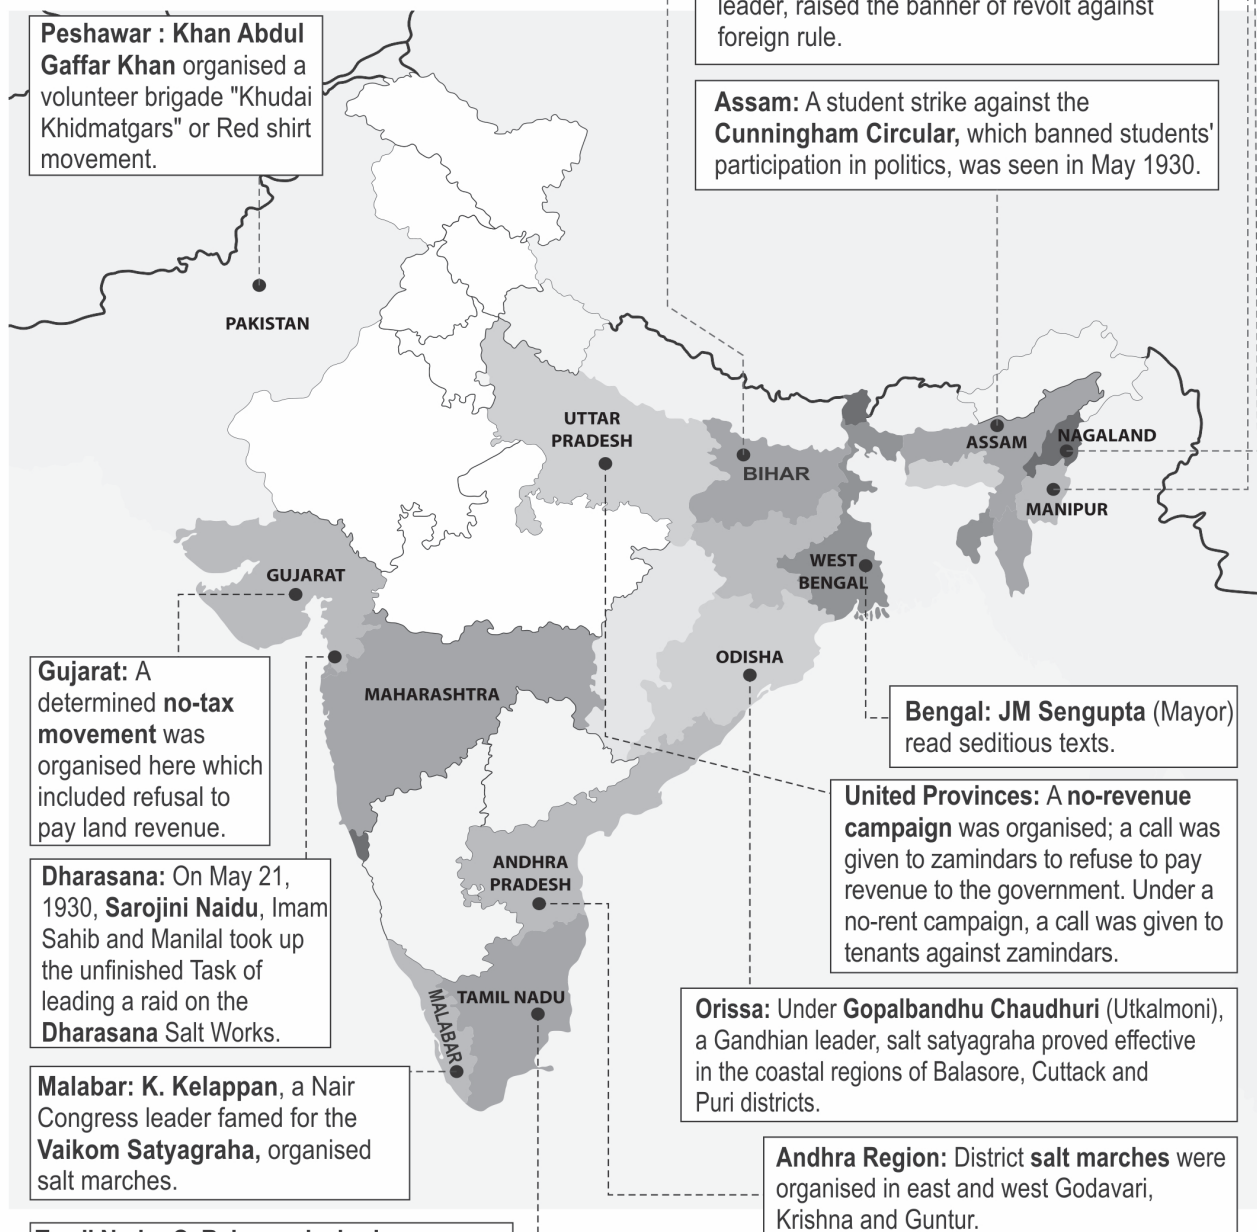 leader, raised the banner of revolt against
foreign rule.
Peshawar : Khan Abdul
Gaffar Khan organised a
volunteer brigade "Khudai
Khidmatgars" or Red shirt
movement.
Assam: A student strike against the
Cunningham Circular, which banned students'
participation in politics, was seen in May 1930.
PAKISTAN
UTTAR
PRADESH
BIHAR
ASSAM
NAGALAND
MANIPUR
WEST
BENGAL
GUJARAT
MAHARASHTRA
ODISHA
ANDHRA
PRADESH
TAMIL NADU
MALABAR
Gujarat: A
determined no-tax
movement was
organised here which
included refusal to
pay land revenue.
Bengal: JM Sengupta (Mayor)
read seditious texts.
United Provinces: A no-revenue
campaign was organised; a call was
given to zamindars to refuse to pay
revenue to the government. Under a
no-rent campaign, a call was given to
tenants against zamindars.
Dharasana: On May 21,
1930, Sarojini Naidu, Imam
Sahib and Manilal took up
the unfinished Task of
leading a raid on the
Dharasana Salt Works.
Orissa: Under Gopalbandhu Chaudhuri (Utkalmoni),
a Gandhian leader, salt satyagraha proved effective
in the coastal regions of Balasore, Cuttack and
Puri districts.
Malabar: K. Kelappan, a Nair
Congress leader famed for the
Vaikom Satyagraha, organised
salt marches.
Andhra Region: District salt marches were
organised in east and west Godavari,
Krishna and Guntur.